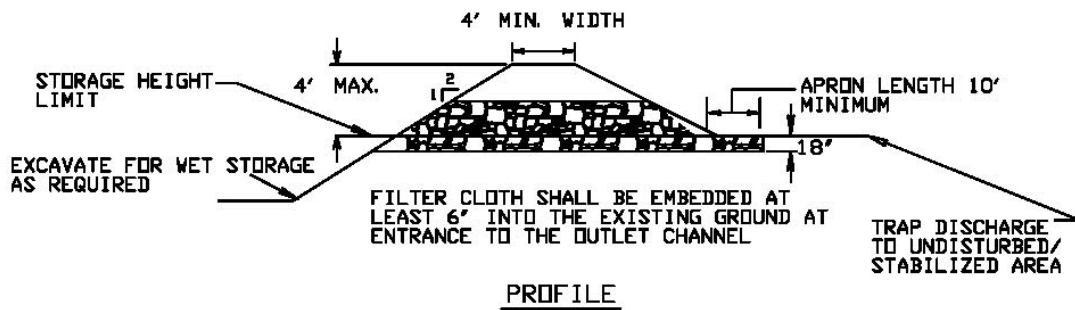 4' MIN. WIDTH
STORAGE HEIGHT
LIMIT
4' MAX.
2
1
APRON LENGTH 10'
MINIMUM
18"
EXCAVATE FOR WET STORAGE
AS REQUIRED
FILTER CLOTH SHALL BE EMBEDDED AT
LEAST 6" INTO THE EXISTING GROUND AT
ENTRANCE TO THE OUTLET CHANNEL
TRAP DISCHARGE
TO UNDISTURBED/
STABILIZED AREA
PROFILE